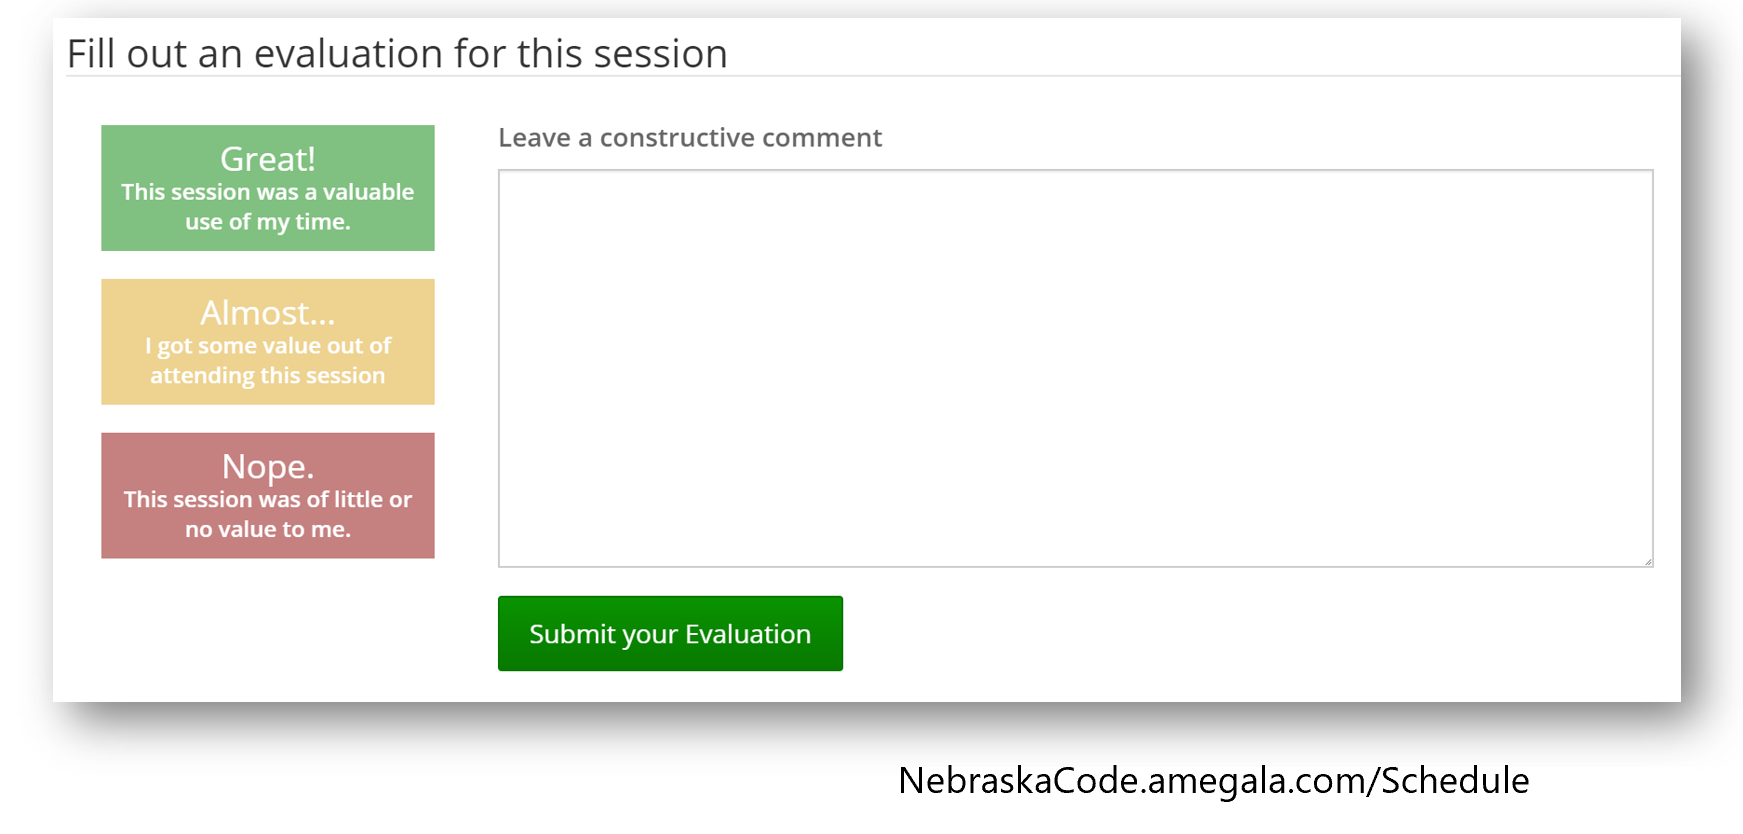 Fill out an evaluation for this session
Great!
This session was a valuable
use of my time.
Almost...
I got some value out of
attending this session
Nope.
This session was of little or
no value to me.
Leave a constructive comment
Submit your Evaluation
NebraskaCode.amegala.com/Schedule